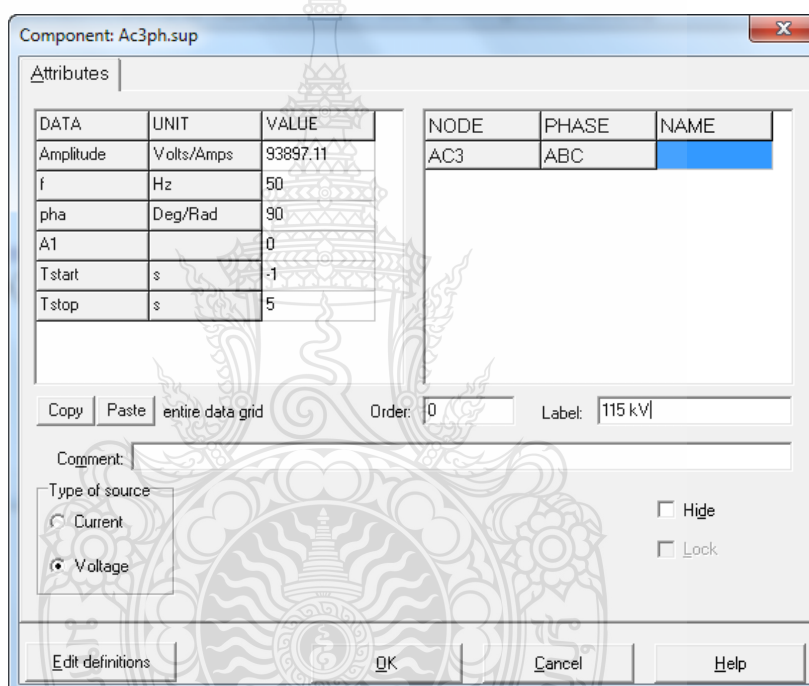 Component: Ac3ph.sup
Attributes
DATA UNIT VALUE
Amplitude Volts/Amps 93897.11
f Hz 50
pha Deg/Rad 90
A1 0
Tstart s -1
Tstop s 5
NODE PHASE NAME
AC3 ABC
Copy Paste entire data grid Order: 0 Label: 115 kV
Comment:
Type of source
Current
Voltage
Hide
Lock
Edit definitions OK Cancel Help